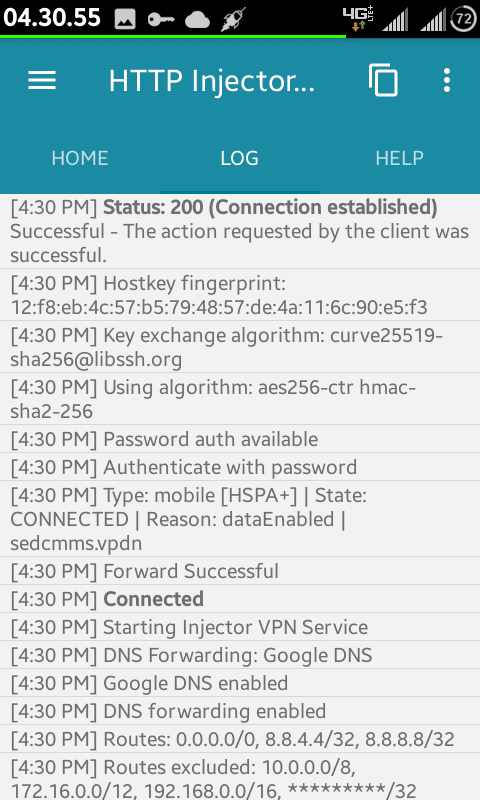 04.30.55
4G LTE+
72
HTTP Injector...
HOME
LOG
HELP
[4:30 PM] Status: 200 (Connection established)
Successful - The action requested by the client was
successful.
[4:30 PM] Hostkey fingerprint:
12:f8:eb:4c:57:b5:79:48:57:de:4a:11:6c:90:e5:f3
[4:30 PM] Key exchange algorithm: curve25519-
sha256@libssh.org
[4:30 PM] Using algorithm: aes256-ctr hmac-
sha2-256
[4:30 PM] Password auth available
[4:30 PM] Authenticate with password
[4:30 PM] Type: mobile [HSPA+] | State:
CONNECTED | Reason: dataEnabled |
sedcmms.vpdn
[4:30 PM] Forward Successful
[4:30 PM] Connected
[4:30 PM] Starting Injector VPN Service
[4:30 PM] DNS Forwarding: Google DNS
[4:30 PM] Google DNS enabled
[4:30 PM] DNS forwarding enabled
[4:30 PM] Routes: 0.0.0.0/0, 8.8.4.4/32, 8.8.8.8/32
[4:30 PM] Routes excluded: 10.0.0.0/8,
172.16.0.0/12, 192.168.0.0/16, *********/32